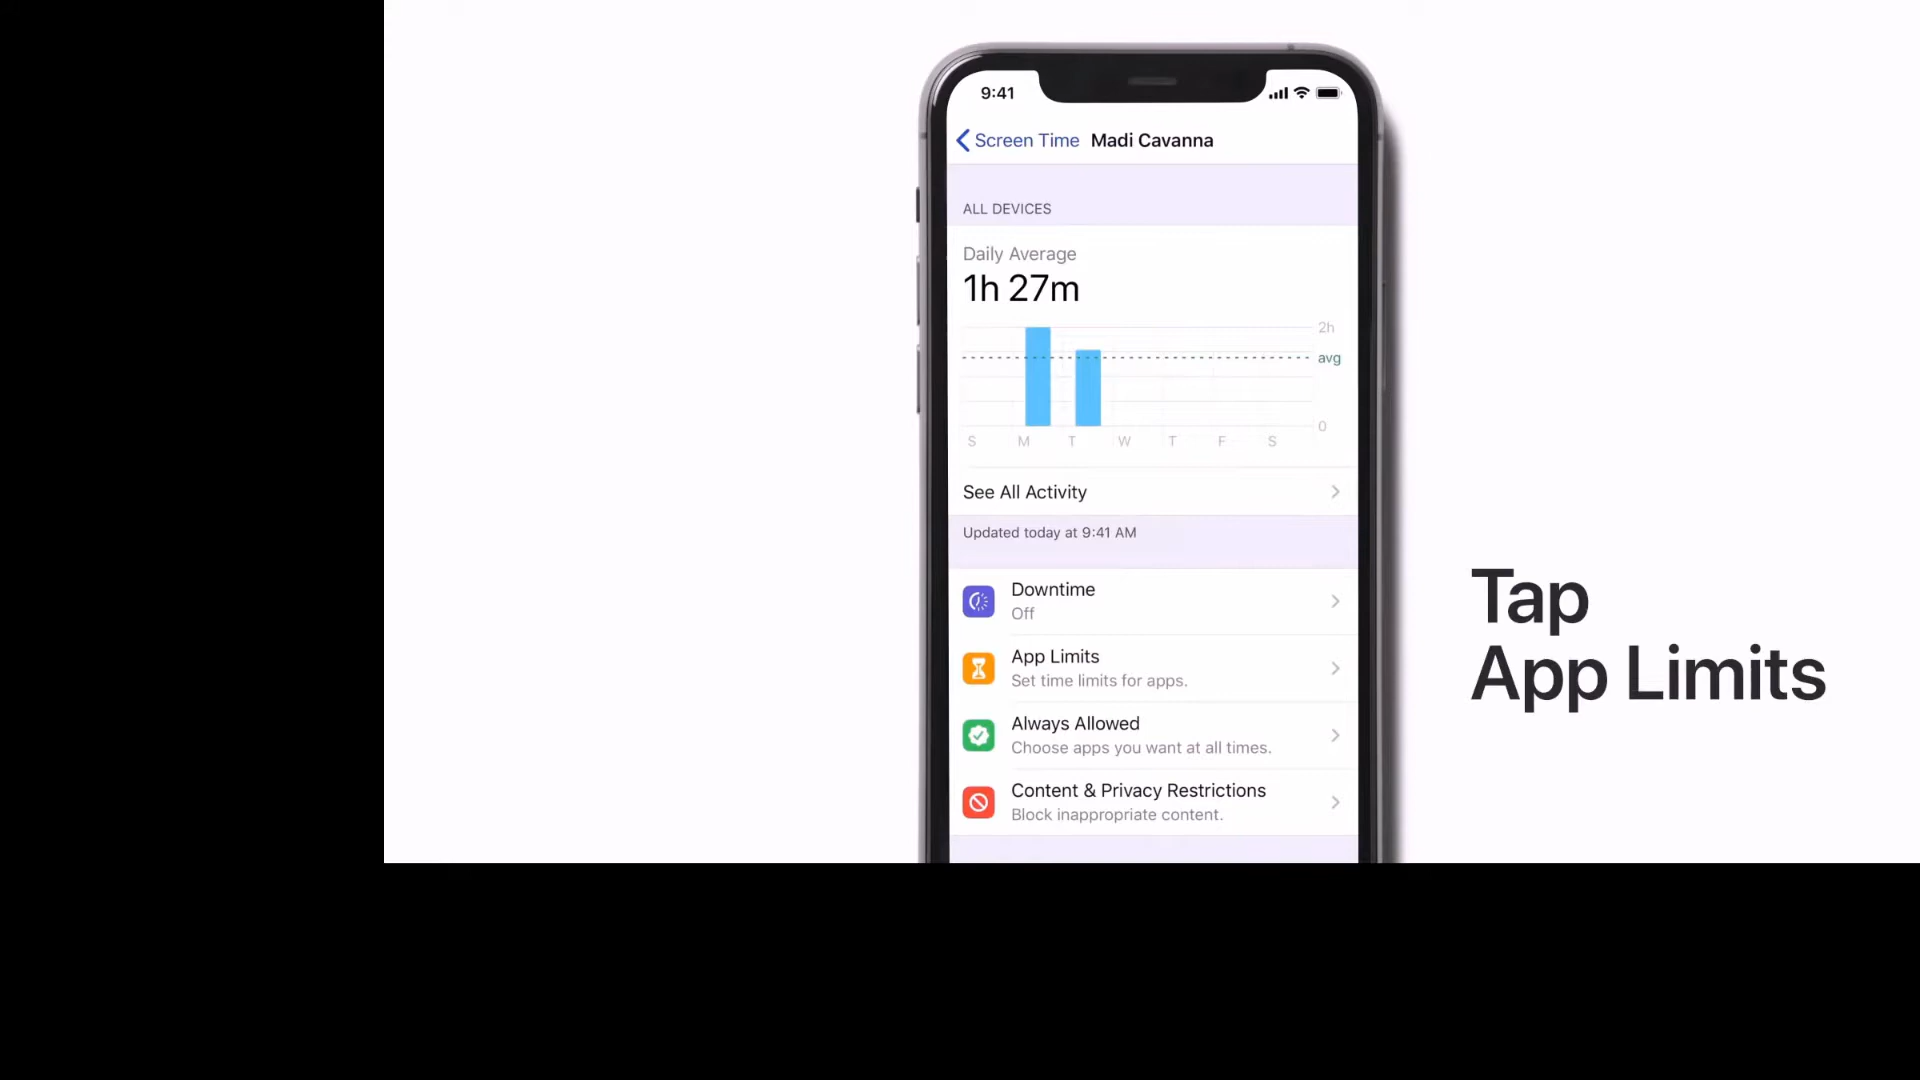 9:41
Screen Time Madi Cavanna
ALL DEVICES
Daily Average
1h 27m
2h
avg
0
S M T W T F S
See All Activity
Updated today at 9:41 AM
Downtime
Off
App Limits
Set time limits for apps.
Always Allowed
Choose apps you want at all times.
Content & Privacy Restrictions
Block inappropriate content.
Tap
App Limits